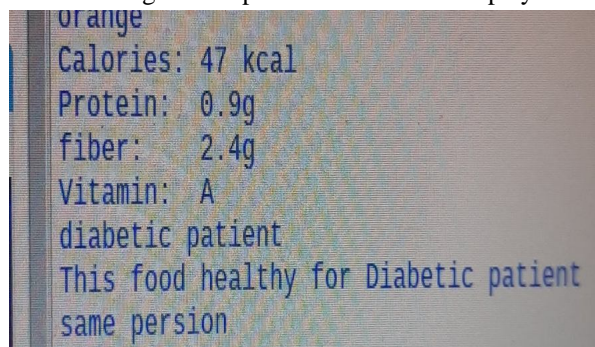 orange
Calories: 47 kcal
Protein: 0.9g
fiber: 2.4g
Vitamin: A
diabetic patient
This food healthy for Diabetic patient
same persion